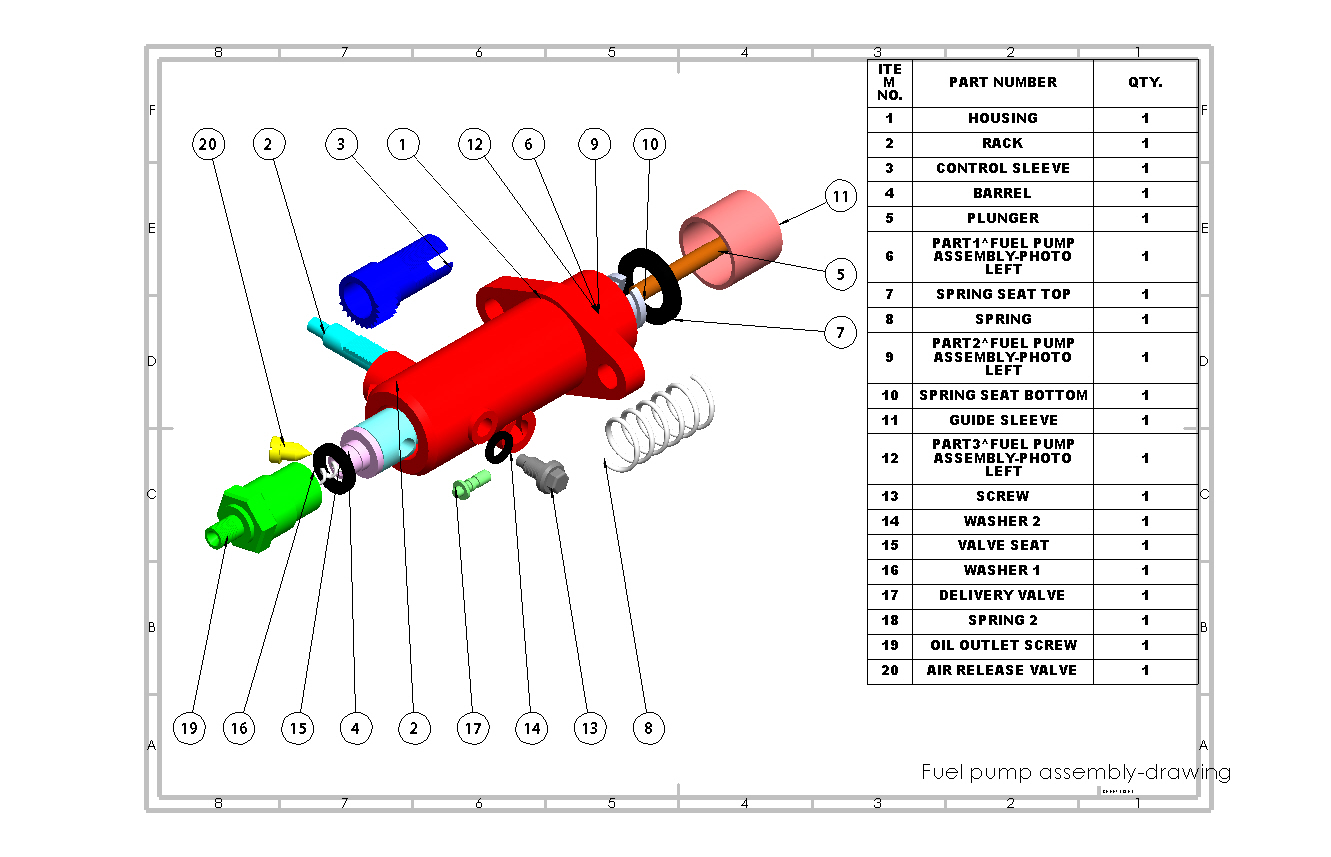 8 7 6 5 4 3 2 1
ITE
M
NO.
PART NUMBER
QTY.
1 HOUSING 1
2 RACK 1
3 CONTROL SLEEVE 1
4 BARREL 1
5 PLUNGER 1
6 PART1^FUEL PUMP
ASSEMBLY-PHOTO
LEFT
1
7 SPRING SEAT TOP 1
8 SPRING 1
9 PART2^FUEL PUMP
ASSEMBLY-PHOTO
LEFT
1
10 SPRING SEAT BOTTOM 1
11 GUIDE SLEEVE 1
12 PART3^FUEL PUMP
ASSEMBLY-PHOTO
LEFT
1
13 SCREW 1
14 WASHER 2 1
15 VALVE SEAT 1
16 WASHER 1 1
17 DELIVERY VALVE 1
18 SPRING 2 1
19 OIL OUTLET SCREW 1
20 AIR RELEASE VALVE 1
F F
20 2 3 1 12 6 9 10
11
E E
5
7
D D
C C
B B
19 16 15 4 2 17 14 13 8
A A
Fuel pump assembly-drawing
8 7 6 5 4 3 2 1